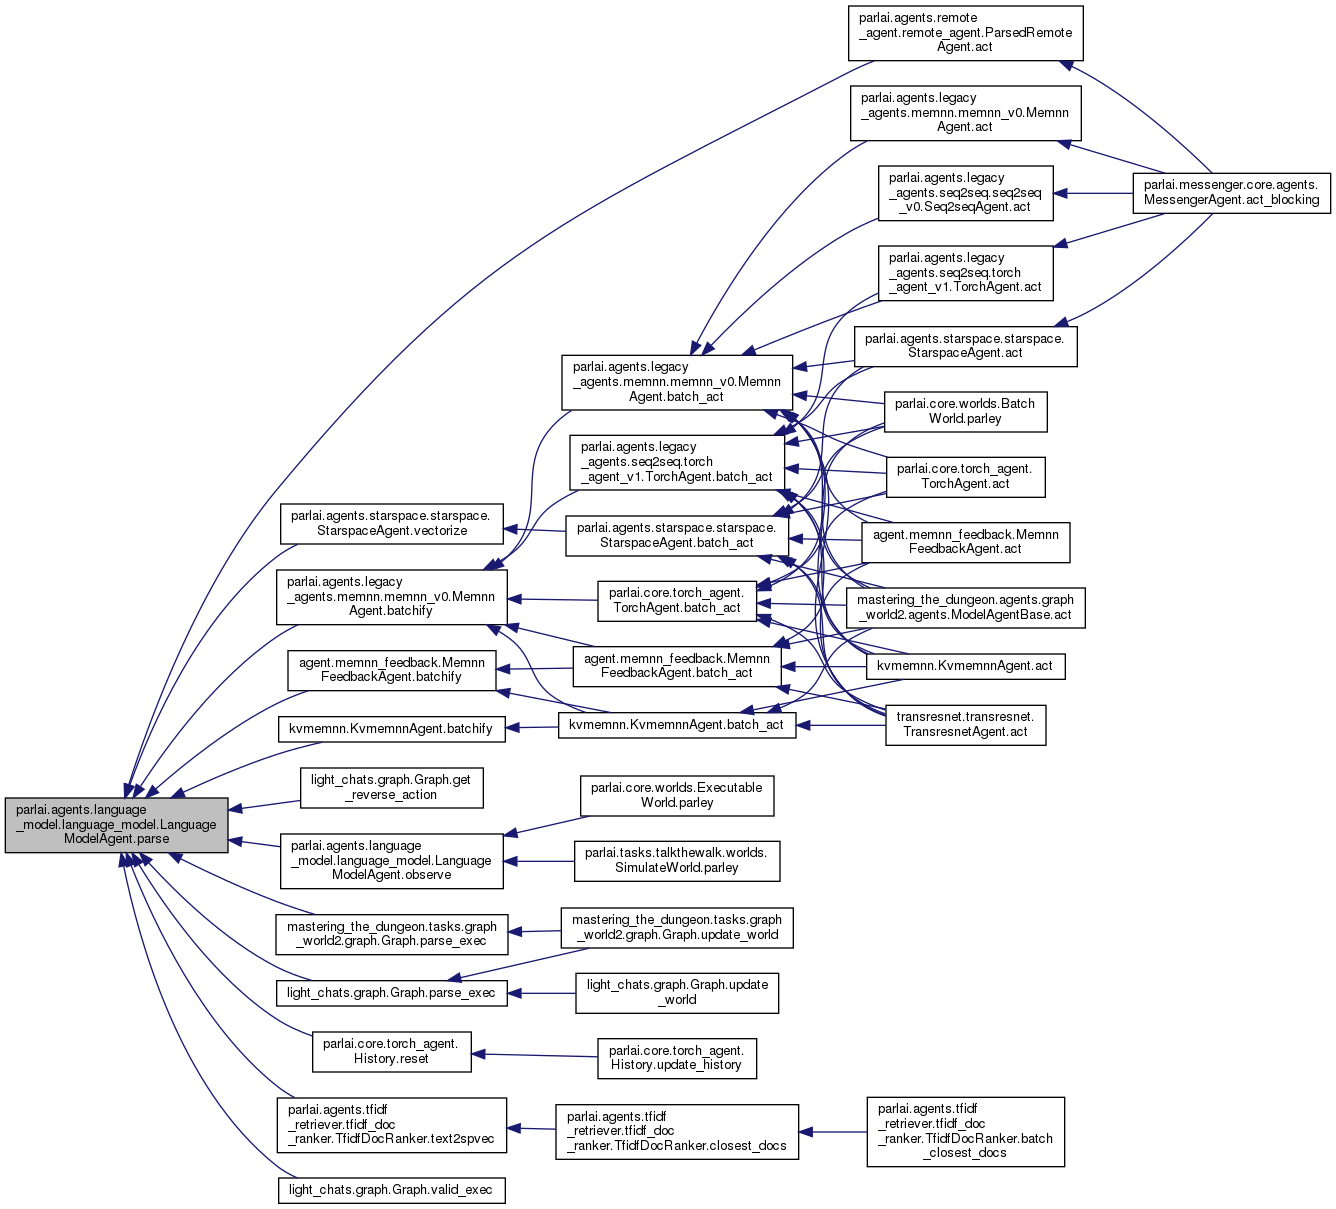 parlai.agents.remote
_agent.remote_agent.ParsedRemote
Agent.act
parlai.agents.legacy
_agents.memnn.memnn_v0.Memnn
Agent.act
parlai.agents.legacy
_agents.seq2seq.seq2seq
_v0.Seq2seqAgent.act
parlai.messenger.core.agents.
MessengerAgent.act_blocking
parlai.agents.legacy
_agents.seq2seq.torch
_agent_v1.TorchAgent.act
parlai.agents.starspace.starspace.
StarspaceAgent.act
parlai.agents.legacy
_agents.memnn.memnn_v0.Memnn
Agent.batch_act
parlai.core.worlds.Batch
World.parley
parlai.agents.legacy
_agents.seq2seq.torch
_agent_v1.TorchAgent.batch_act
parlai.core.torch_agent.
TorchAgent.act
parlai.agents.starspace.starspace.
StarspaceAgent.vectorize
parlai.agents.starspace.starspace.
StarspaceAgent.batch_act
agent.memnn_feedback.Memnn
FeedbackAgent.act
parlai.agents.legacy
_agents.memnn.memnn_v0.Memnn
Agent.batchify
parlai.core.torch_agent.
TorchAgent.batch_act
mastering_the_dungeon.agents.graph
_world2.agents.ModelAgentBase.act
agent.memnn_feedback.Memnn
FeedbackAgent.batchify
agent.memnn_feedback.Memnn
FeedbackAgent.batch_act
kvmemnn.KvmemnnAgent.act
kvmemnn.KvmemnnAgent.batchify
kvmemnn.KvmemnnAgent.batch_act
transresnet.transresnet.
TransresnetAgent.act
light_chats.graph.Graph.get
_reverse_action
parlai.core.worlds.Executable
World.parley
parlai.agents.language
_model.language_model.Language
ModelAgent.parse
parlai.agents.language
_model.language_model.Language
ModelAgent.observe
parlai.tasks.talkthewalk.worlds.
SimulateWorld.parley
mastering_the_dungeon.tasks.graph
_world2.graph.Graph.parse_exec
mastering_the_dungeon.tasks.graph
_world2.graph.Graph.update_world
light_chats.graph.Graph.parse_exec
light_chats.graph.Graph.update
_world
parlai.core.torch_agent.
History.reset
parlai.core.torch_agent.
History.update_history
parlai.agents.tfidf
_retriever.tfidf_doc
_ranker.TfidfDocRanker.text2spvec
parlai.agents.tfidf
_retriever.tfidf_doc
_ranker.TfidfDocRanker.closest_docs
parlai.agents.tfidf
_retriever.tfidf_doc
_ranker.TfidfDocRanker.batch
_closest_docs
light_chats.graph.Graph.valid_exec